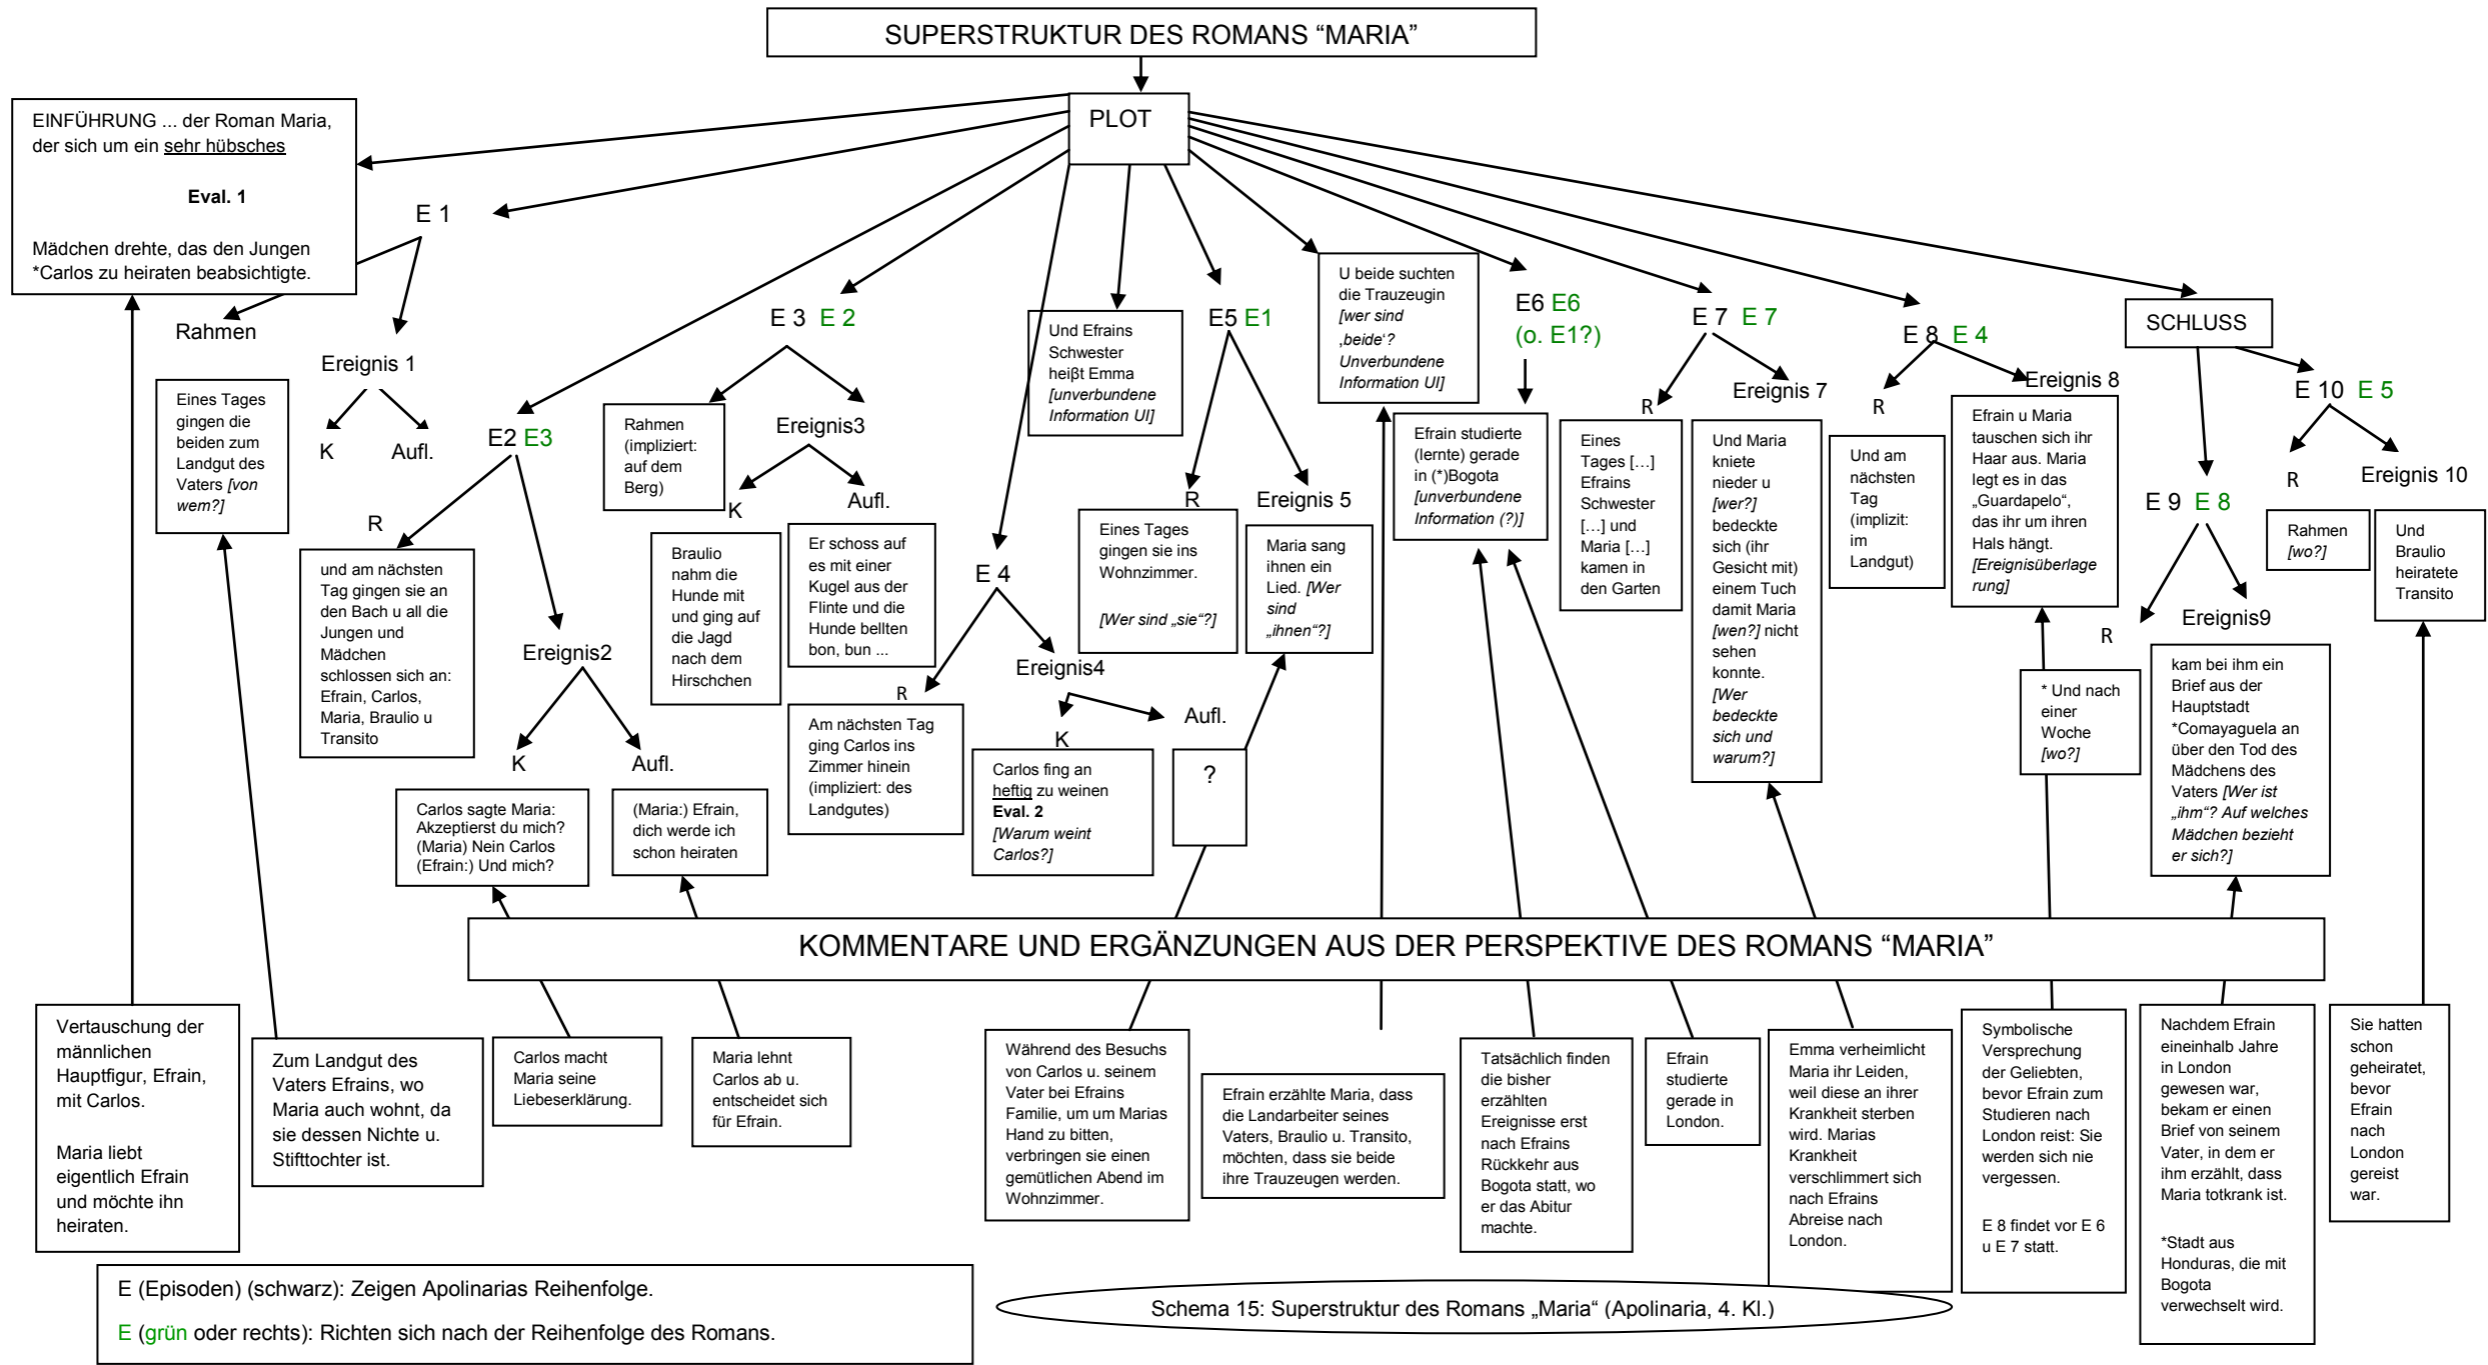 SUPERSTRUKTUR DES ROMANS “MARIA”
PLOT
EINFÜHRUNG ... der Roman Maria,
der sich um ein sehr hübsches
Eval. 1
Mädchen drehte, das den Jungen
*Carlos zu heiraten beabsichtigte.
E 1
Rahmen
Ereignis 1
Eines Tages
gingen die
beiden zum
Landgut des
Vaters [von
wem?]
K
Aufl.
E2 E3
R
und am nächsten
Tag gingen sie an
den Bach u all die
Jungen und
Mädchen
schlossen sich an:
Efrain, Carlos,
Maria, Braulio u
Transito
Ereignis2
K
Aufl.
Carlos sagte Maria:
Akzeptierst du mich?
(Maria) Nein Carlos
(Efrain:) Und mich?
(Maria:) Efrain,
dich werde ich
schon heiraten
E 3 E 2
Rahmen
(impliziert:
auf dem
Berg)
Ereignis3
K
Aufl.
Braulio
nahm die
Hunde mit
und ging auf
die Jagd
nach dem
Hirschchen
Er schoss auf
es mit einer
Kugel aus der
Flinte und die
Hunde bellten
bon, bun ...
E 4
R
Am nächsten Tag
ging Carlos ins
Zimmer hinein
(impliziert: des
Landgutes)
Ereignis4
K
Aufl.
Carlos fing an
heftig zu weinen
Eval. 2
[Warum weint
Carlos?]
?
Und Efrains
Schwester
heiβt Emma
[unverbundene
Information UI]
E5 E1
R
Eines Tages
gingen sie ins
Wohnzimmer.
[Wer sind „sie“?]
Ereignis 5
Maria sang
ihnen ein
Lied. [Wer
sind
„ihnen“?]
U beide suchten
die Trauzeugin
[wer sind
‚beide‘?
Unverbundene
Information UI]
E6 E6
(o. E1?)
Efrain studierte
(lernte) gerade
in (*)Bogota
[unverbundene
Information (?)]
E 7 E 7
R
Eines
Tages […]
Efrains
Schwester
[…] und
Maria […]
kamen in
den Garten
Ereignis 7
Und Maria
kniete
nieder u
[wer?]
bedeckte
sich (ihr
Gesicht mit)
einem Tuch
damit Maria
[wen?] nicht
sehen
konnte.
[Wer
bedeckte
sich und
warum?]
E 8 E 4
R
Und am
nächsten
Tag
(implizit:
im
Landgut)
Ereignis 8
Efrain u Maria
tauschen sich ihr
Haar aus. Maria
legt es in das
„Guardapelo“,
das ihr um ihren
Hals hängt.
[Ereignisüberlage
rung]
SCHLUSS
E 9 E 8
R
* Und nach
einer
Woche
[wo?]
Ereignis9
kam bei ihm ein
Brief aus der
Hauptstadt
*Comayaguela an
über den Tod des
Mädchens des
Vaters [Wer ist
„ihm“? Auf welches
Mädchen bezieht
er sich?]
E 10 E 5
R
Rahmen
[wo?]
Ereignis 10
Und
Braulio
heiratete
Transito
KOMMENTARE UND ERGÄNZUNGEN AUS DER PERSPEKTIVE DES ROMANS “MARIA”
Vertauschung der
männlichen
Hauptfigur, Efrain,
mit Carlos.
Maria liebt
eigentlich Efrain
und möchte ihn
heiraten.
Zum Landgut des
Vaters Efrains, wo
Maria auch wohnt, da
sie dessen Nichte u.
Stifttochter ist.
Carlos macht
Maria seine
Liebeserklärung.
Maria lehnt
Carlos ab u.
entscheidet sich
für Efrain.
Während des Besuchs
von Carlos u. seinem
Vater bei Efrains
Familie, um um Marias
Hand zu bitten,
verbringen sie einen
gemütlichen Abend im
Wohnzimmer.
Efrain erzählte Maria, dass
die Landarbeiter seines
Vaters, Braulio u. Transito,
möchten, dass sie beide
ihre Trauzeugen werden.
Tatsächlich finden
die bisher
erzählten
Ereignisse erst
nach Efrains
Rückkehr aus
Bogota statt, wo
er das Abitur
machte.
Efrain
studierte
gerade in
London.
Emma verheimlicht
Maria ihr Leiden,
weil diese an ihrer
Krankheit sterben
wird. Marias
Krankheit
verschlimmert sich
nach Efrains
Abreise nach
London.
Symbolische
Versprechung
der Geliebten,
bevor Efrain zum
Studieren nach
London reist: Sie
werden sich nie
vergessen.
E 8 findet vor E 6
u E 7 statt.
Nachdem Efrain
eineinhalb Jahre
in London
gewesen war,
bekam er einen
Brief von seinem
Vater, in dem er
ihm erzählt, dass
Maria totkrank ist.
*Stadt aus
Honduras, die mit
Bogota
verwechselt wird.
Sie hatten
schon
geheiratet,
bevor
Efrain
nach
London
gereist
war.
E (Episoden) (schwarz): Zeigen Apolinarias Reihenfolge.
E (grün oder rechts): Richten sich nach der Reihenfolge des Romans.
Schema 15: Superstruktur des Romans „Maria“ (Apolinaria, 4. Kl.)